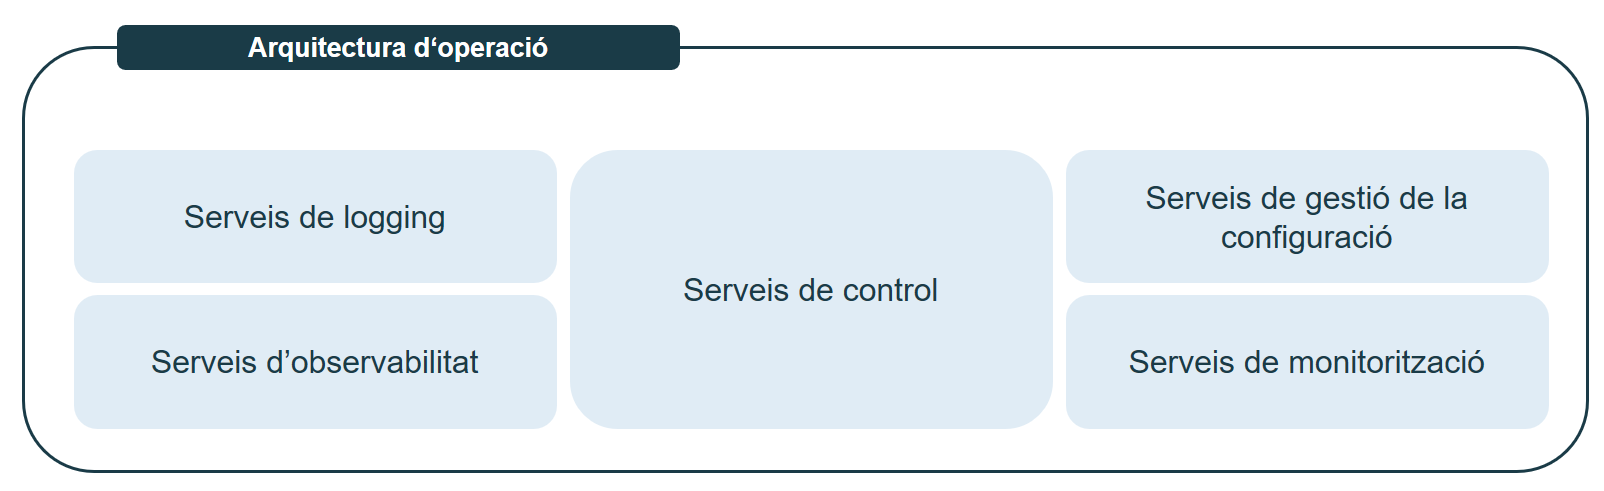 Arquitectura d‘operació
Serveis de logging
Serveis d’observabilitat
Serveis de control
Serveis de gestió de la
configuració
Serveis de monitorització